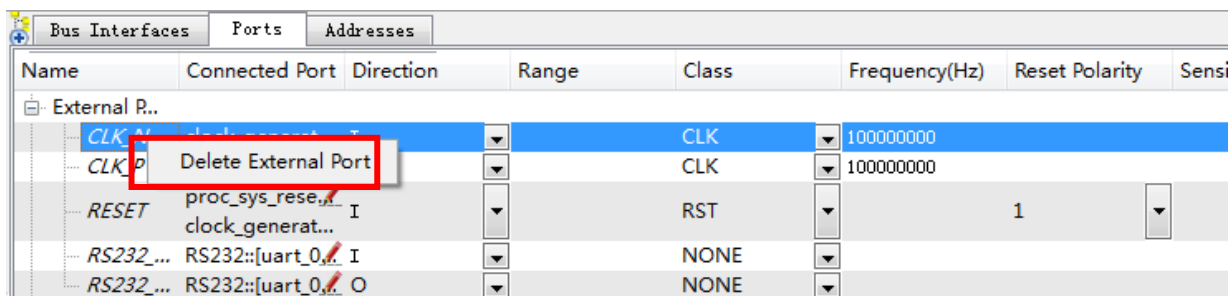 Bus Interfaces Ports Addresses
Name Connected Port Direction Range Class Frequency(Hz) Reset Polarity Sensi
External P...
CLK_N I CLK 100000000
CLK_P CLK 100000000
Delete External Port
RESET proc_sys_rese... I RST 1
clock_generat...
RS232_... RS232::[uart_0,... I NONE
RS232_... RS232::[uart_0,... O NONE